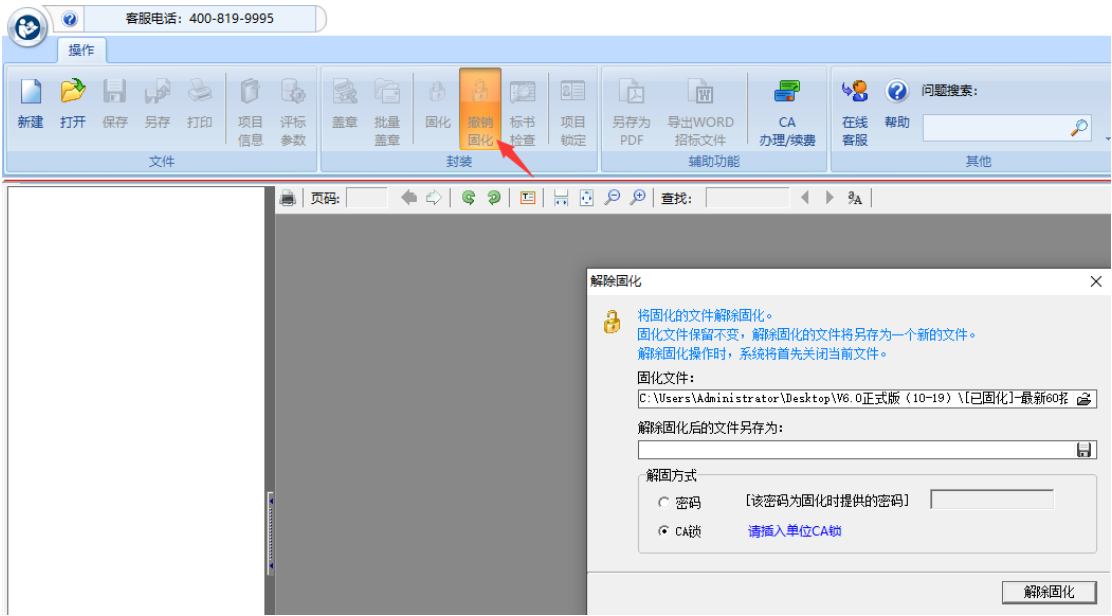 客服电话：400-819-9995
操作
新建 打开 保存 另存 打印 项目信息 评标参数
文件
盖章 批量盖章 固化 撤销固化 标书检查 项目锁定
封装
另存为PDF 导出WORD招标文件 CA办理/续费
辅助功能
在线客服 帮助 问题搜索：
其他
页码: 查找:
解除固化
将固化的文件解除固化。
固化文件保留不变，解除固化的文件将另存为一个新的文件。
解除固化操作时，系统将首先关闭当前文件。
固化文件：
C:\Users\Administrator\Desktop\V6.0正式版（10-19）\[已固化]-最新60招
解除固化后的文件另存为：
解固方式
密码 [该密码为固化时提供的密码]
CA锁 请插入单位CA锁
解除固化